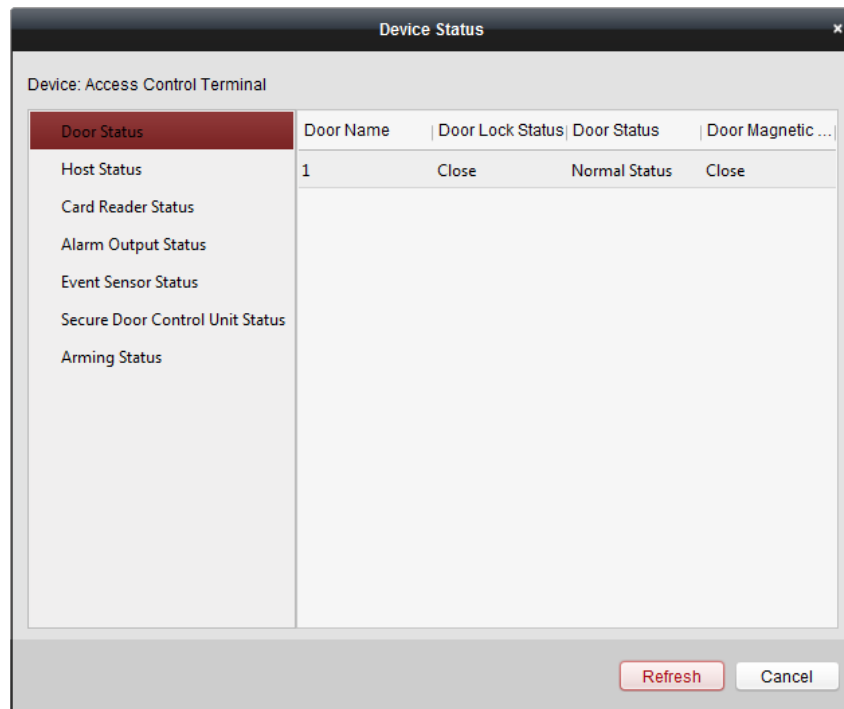 Device Status
×
Device: Access Control Terminal
Door Status
Host Status
Card Reader Status
Alarm Output Status
Event Sensor Status
Secure Door Control Unit Status
Arming Status
Door Name Door Lock Status Door Status Door Magnetic ...
1 Close Normal Status Close
Refresh Cancel